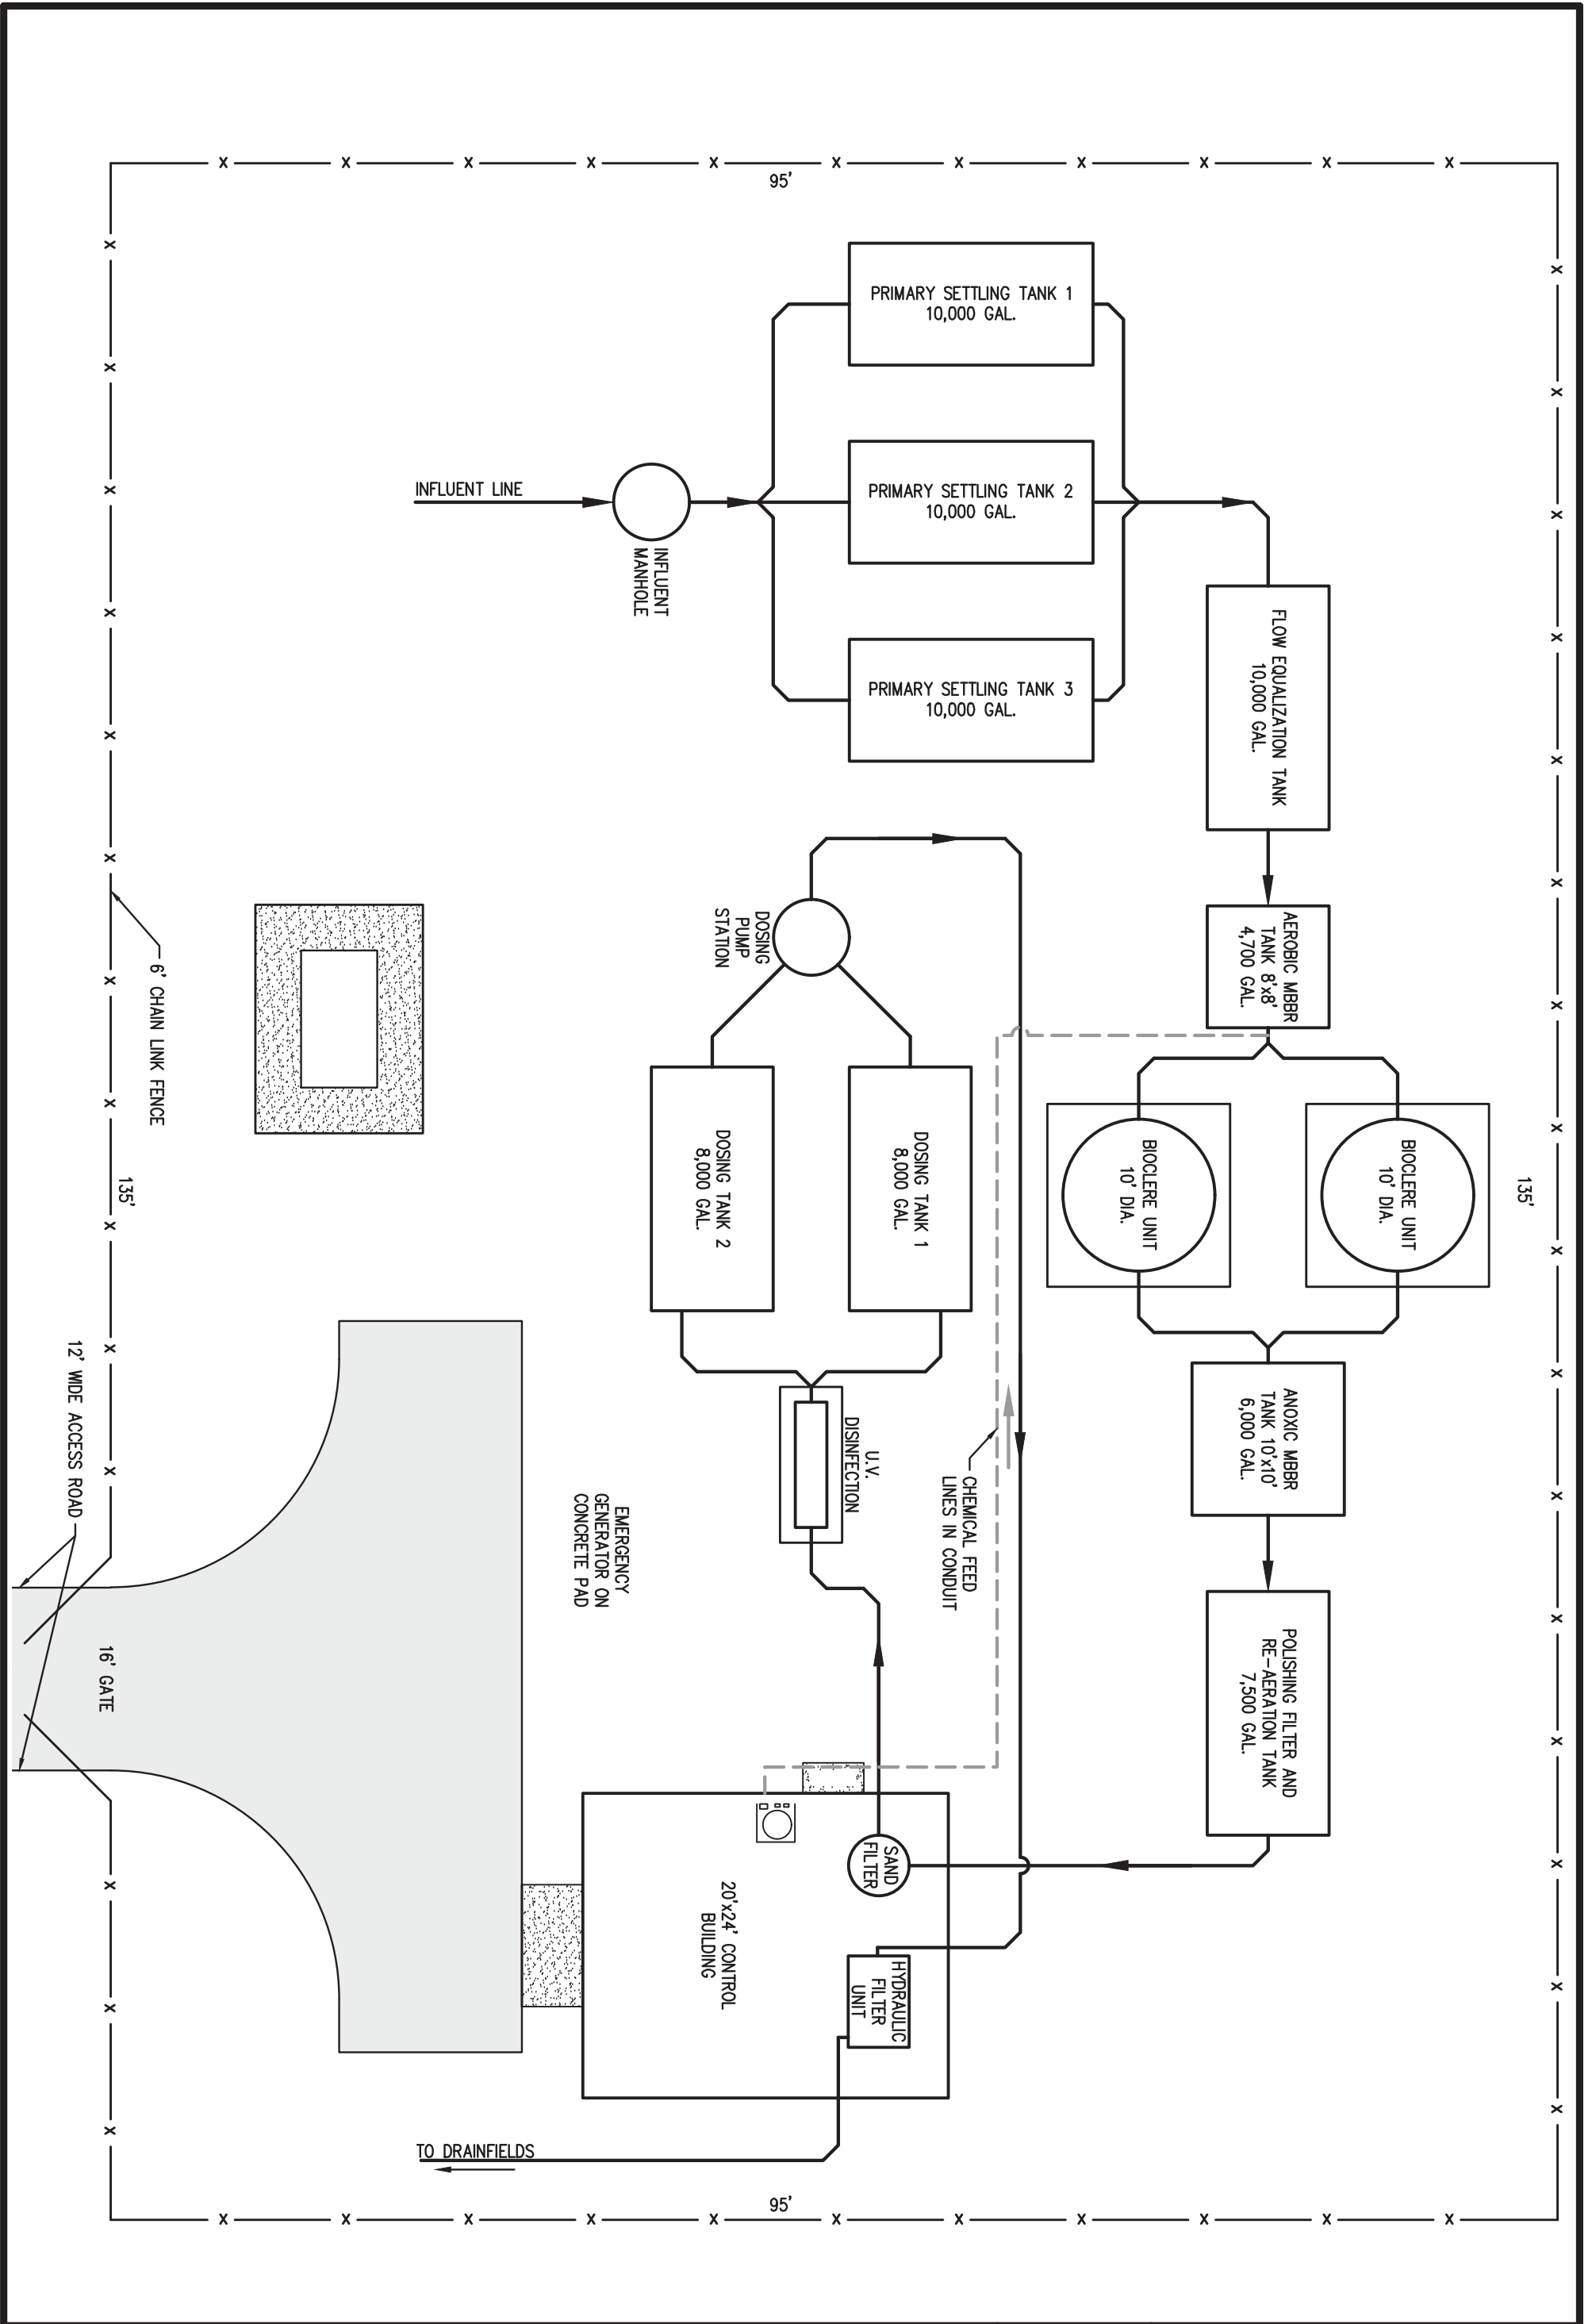 95'
PRIMARY SETTLING TANK 1
10,000 GAL.
PRIMARY SETTLING TANK 2
10,000 GAL.
PRIMARY SETTLING TANK 3
10,000 GAL.
INFLUENT LINE
INFLUENT
MANHOLE
FLOW EQUALIZATION TANK
10,000 GAL.
AEROBIC MBBR
TANK 8'x8'
4,700 GAL.
BIOCLERE UNIT
10' DIA.
BIOCLERE UNIT
10' DIA.
135'
ANOXIC MBBR
TANK 10'x10'
6,000 GAL.
POLISHING FILTER AND
RE-AERATION TANK
7,500 GAL.
DOSING
PUMP
STATION
DOSING TANK 1
8,000 GAL.
DOSING TANK 2
8,000 GAL.
U.V.
DISINFECTION
CHEMICAL FEED
LINES IN CONDUIT
EMERGENCY
GENERATOR ON
CONCRETE PAD
SAND
FILTER
HYDRAULIC
FILTER
UNIT
20'x24' CONTROL
BUILDING
6' CHAIN LINK FENCE
135'
12' WIDE ACCESS ROAD
16' GATE
TO DRAINFIELDS
95'